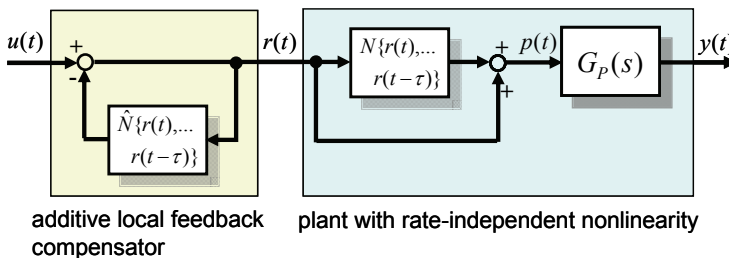 u(t)
+
-
r(t)
N̂{r(t),...
r(t−τ)}
N{r(t),...
r(t−τ)}
+
+
p(t)
G_P(s)
y(t)
additive local feedback
compensator
plant with rate-independent nonlinearity